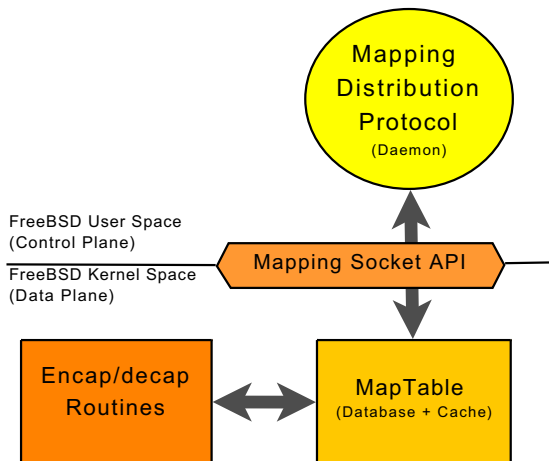 Mapping
Distribution
Protocol
(Daemon)
FreeBSD User Space
(Control Plane)
Mapping Socket API
FreeBSD Kernel Space
(Data Plane)
Encap/decap
Routines
MapTable
(Database + Cache)